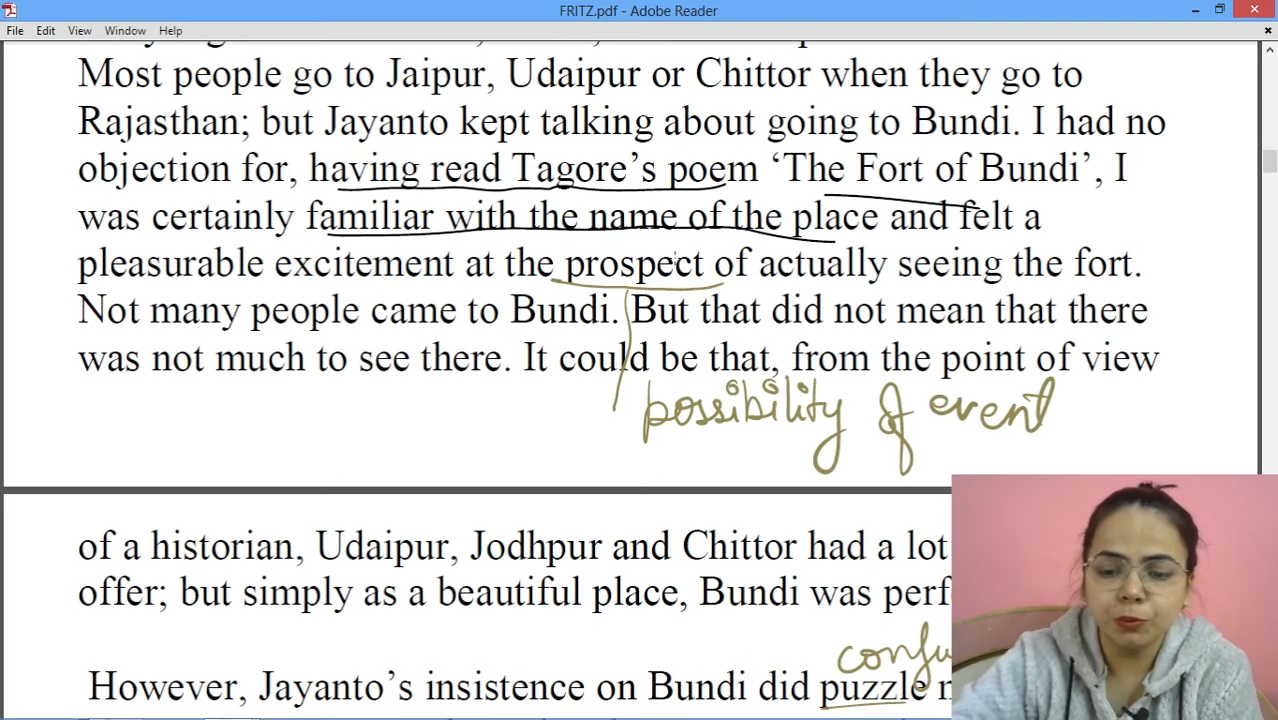 FRITZ.pdf - Adobe Reader
File Edit View Window Help
Most people go to Jaipur, Udaipur or Chittor when they go to
Rajasthan; but Jayanto kept talking about going to Bundi. I had no
objection for, having read Tagore’s poem ‘The Fort of Bundi’, I
was certainly familiar with the name of the place and felt a
pleasurable excitement at the prospect of actually seeing the fort.
Not many people came to Bundi. But that did not mean that there
was not much to see there. It could be that, from the point of view
possibility of event
of a historian, Udaipur, Jodhpur and Chittor had a lot
offer; but simply as a beautiful place, Bundi was
However, Jayanto’s insistence on Bundi did puzzle